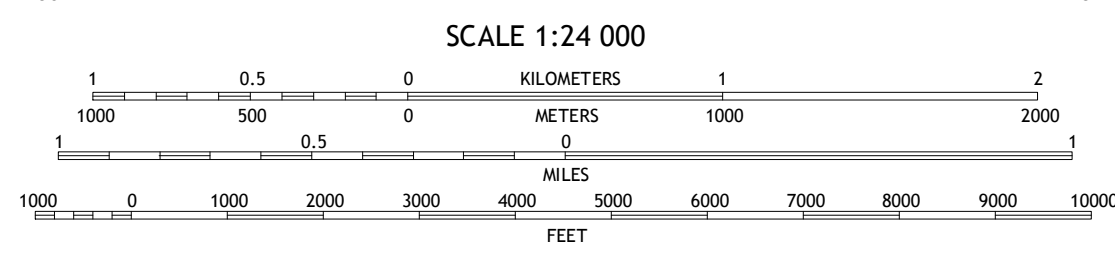 SCALE 1:24 000
1 0.5 0 KILOMETERS 1 2
1000 500 0 METERS 1000 2000
1 0.5 0 1
MILES
1000 0 1000 2000 3000 4000 5000 6000 7000 8000 9000 10000
FEET